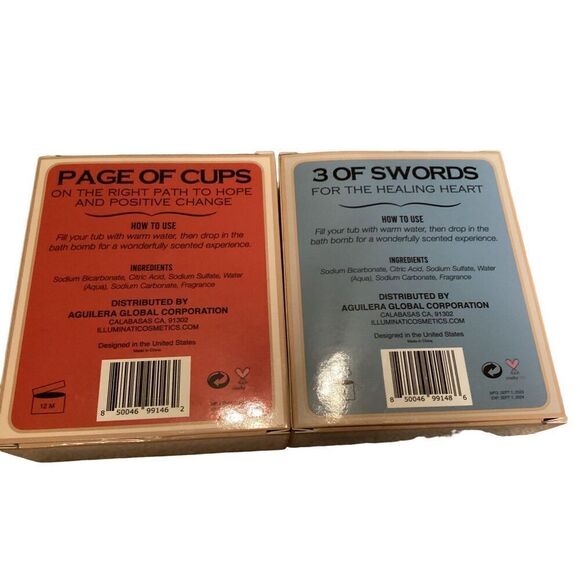 PAGE OF CUPS
ON THE RIGHT PATH TO HOPE
AND POSITIVE CHANGE
HOW TO USE
Fill your tub with warm water, then drop in the
bath bomb for a wonderfully scented experience.
INGREDIENTS
Sodium Bicarbonate, Citric Acid, Sodium Sulfate, Water
(Aqua), Sodium Carbonate, Fragrance
DISTRIBUTED BY
AGUILERA GLOBAL CORPORATION
CALABASAS CA, 91302
ILLUMINATICOSMETICS.COM
Designed in the United States
Made in China
12 M
8 50046 99146 2
cruelty
3 OF SWORDS
FOR THE HEALING HEART
HOW TO USE
Fill your tub with warm water, then drop in the
bath bomb for a wonderfully scented experience.
INGREDIENTS
Sodium Bicarbonate, Citric Acid, Sodium Sulfate, Water
(Aqua), Sodium Carbonate, Fragrance
DISTRIBUTED BY
AGUILERA GLOBAL CORPORATION
CALABASAS CA, 91302
ILLUMINATICOSMETICS.COM
Designed in the United States
Made in China
8 50046 99148 6
cruelty